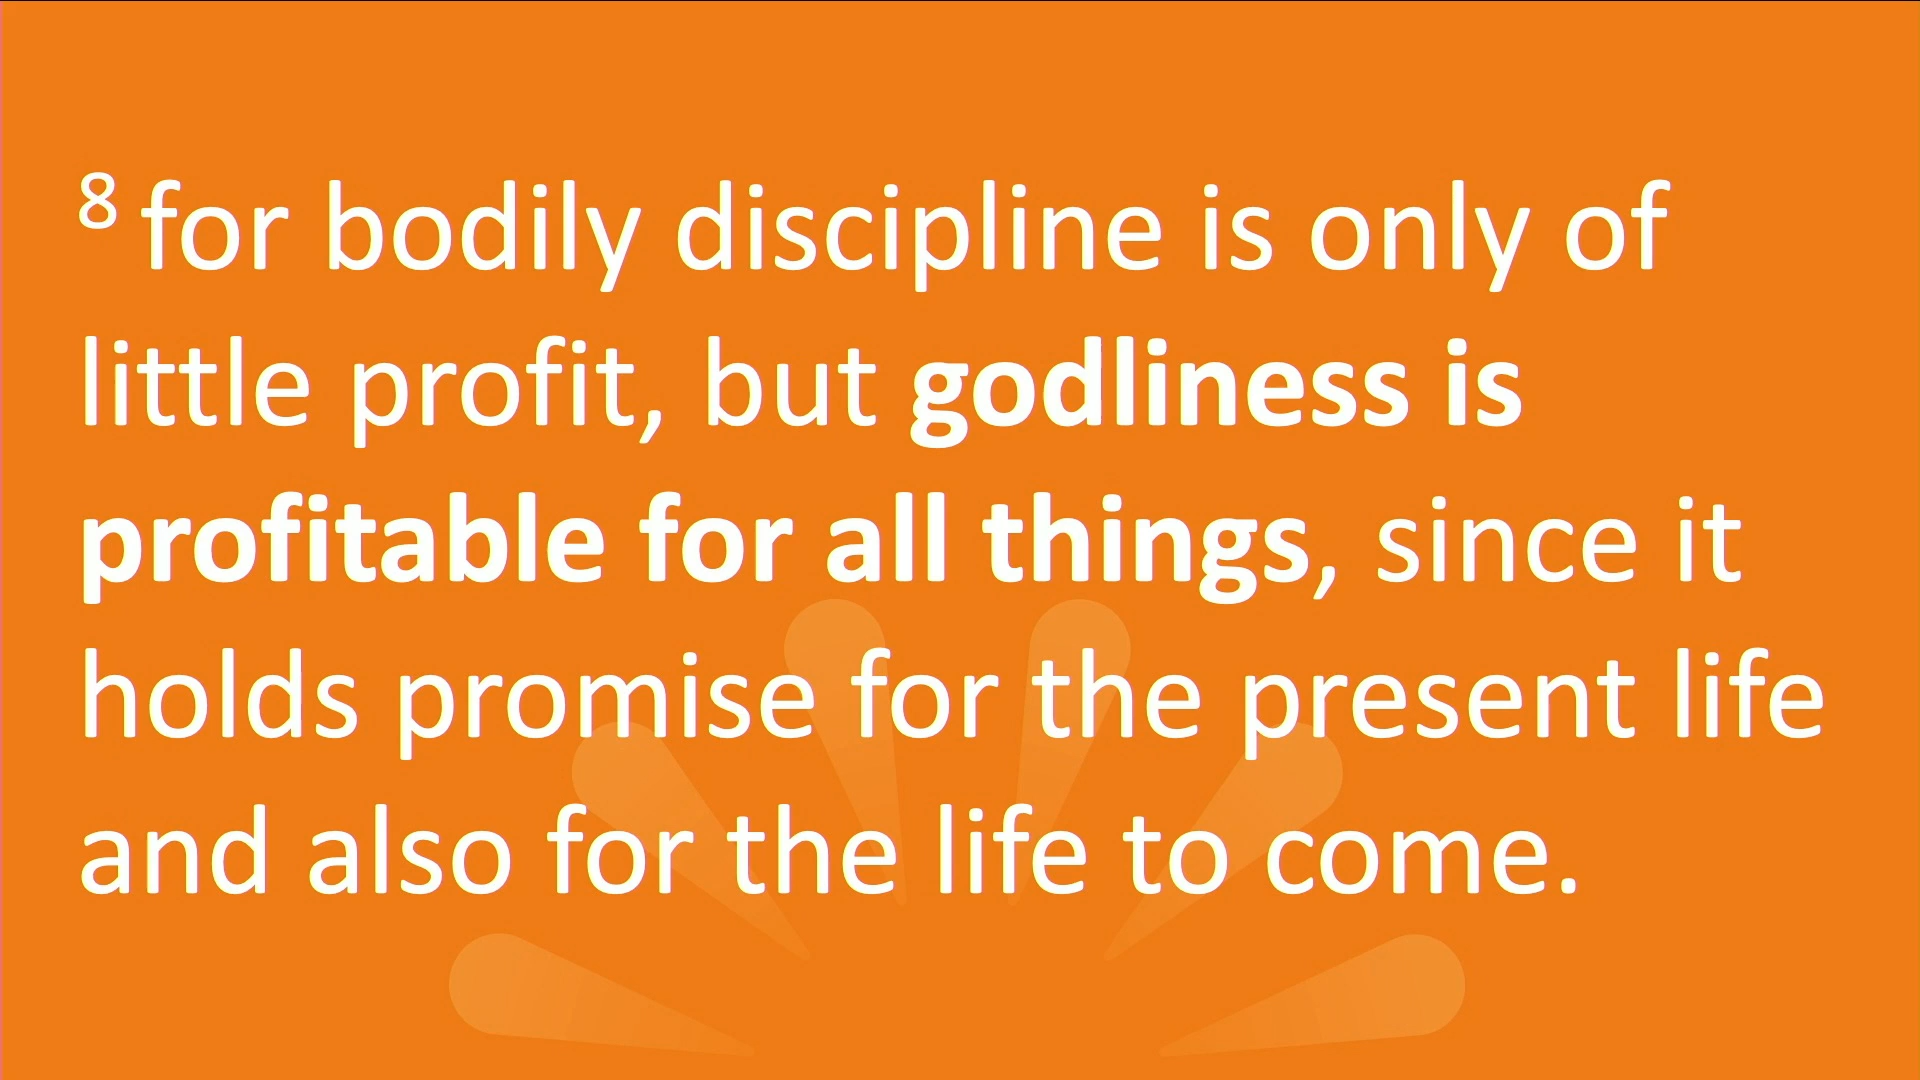 8 for bodily discipline is only of
little profit, but godliness is
profitable for all things, since it
holds promise for the present life
and also for the life to come.